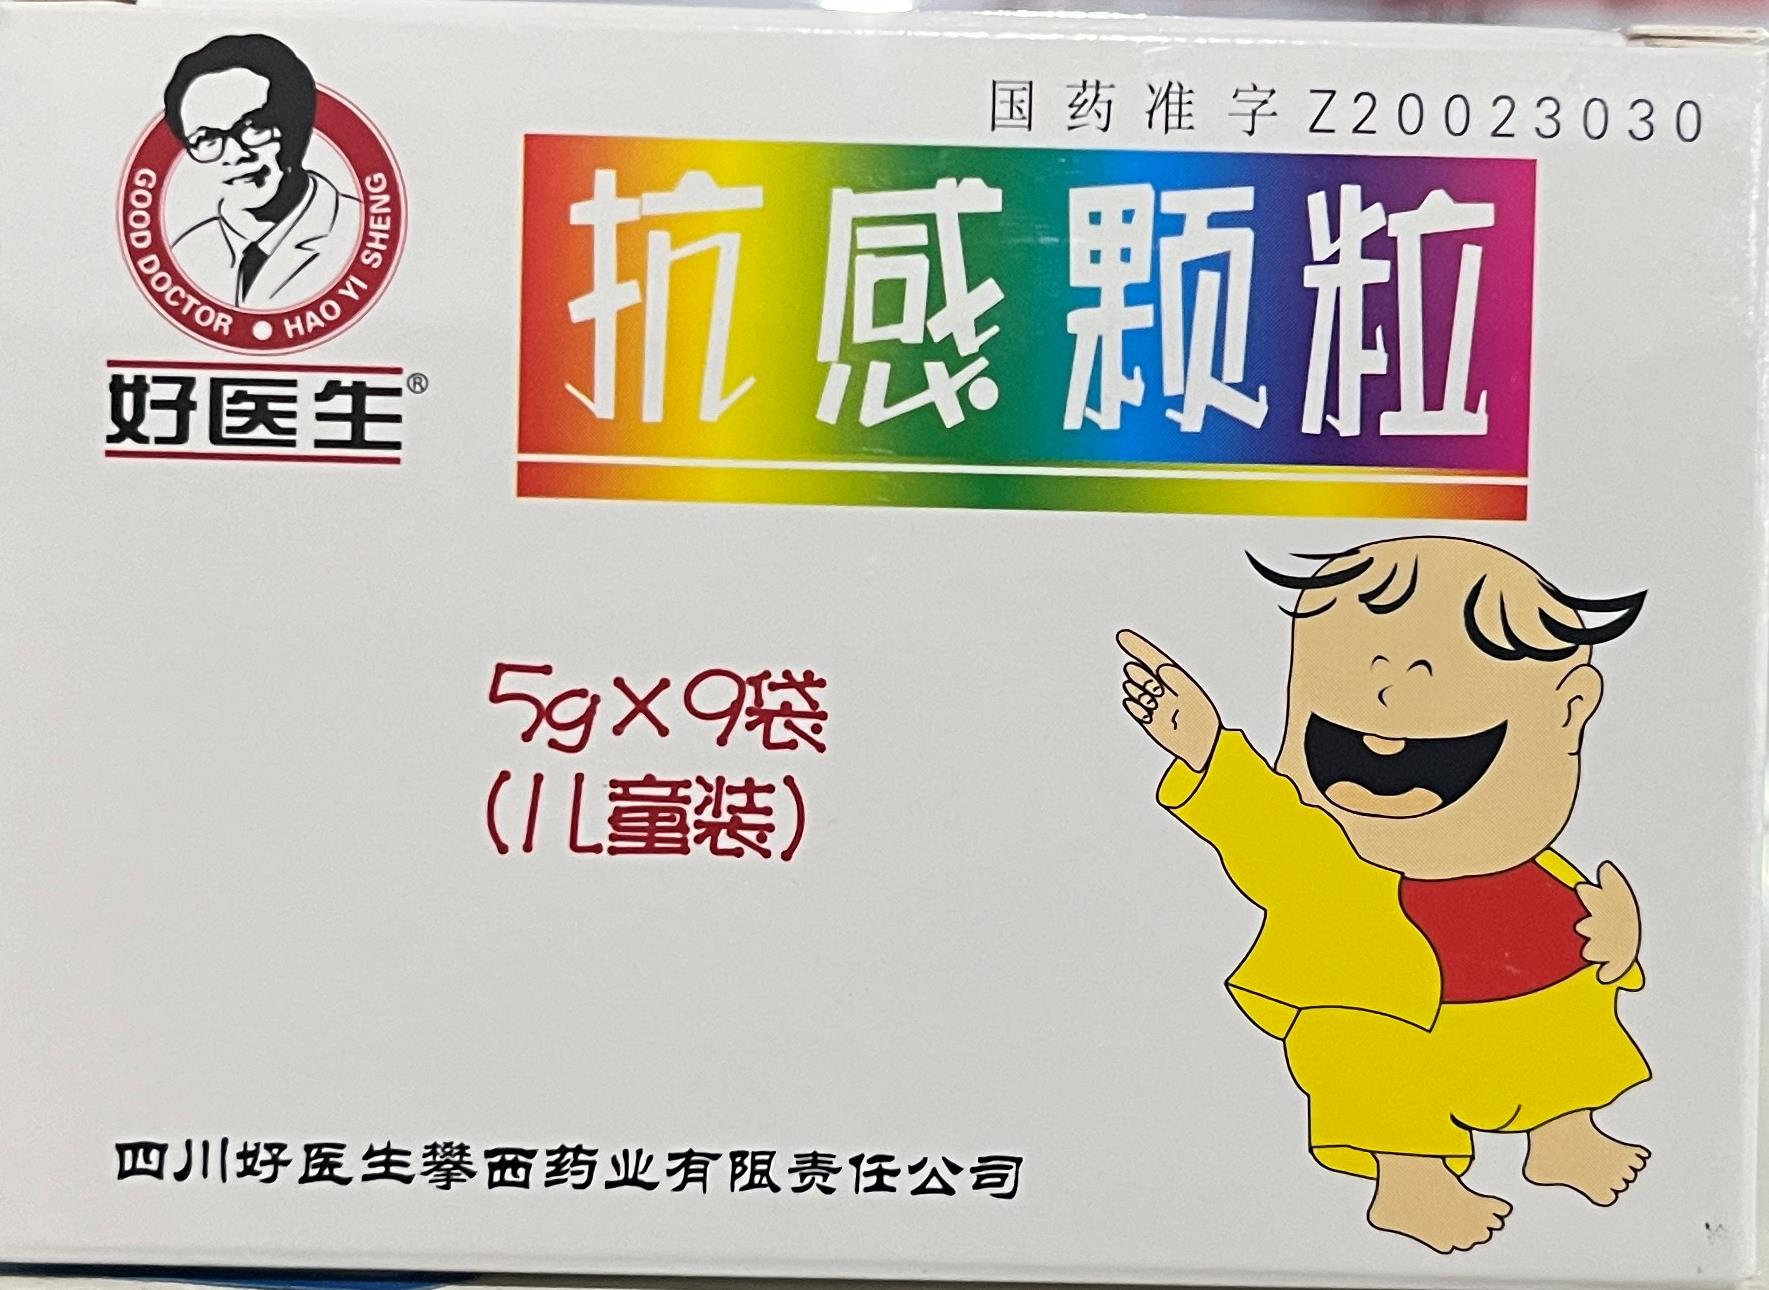 国药准字Z20023030
GOOD DOCTOR • HAO YI SHENG
好医生®
抗感颗粒
5g×9袋
(儿童装)
四川好医生攀西药业有限责任公司